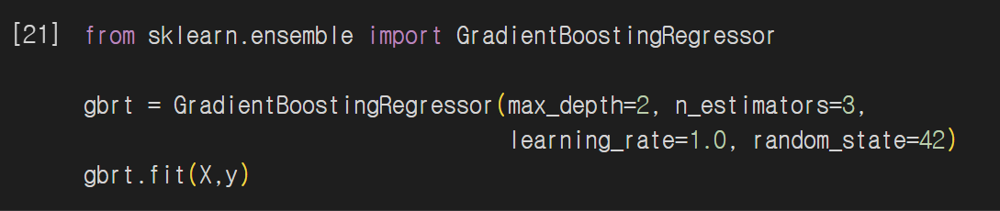 [21] from sklearn.ensemble import GradientBoostingRegressor
gbrt = GradientBoostingRegressor(max_depth=2, n_estimators=3,
learning_rate=1.0, random_state=42)
gbrt.fit(X,y)